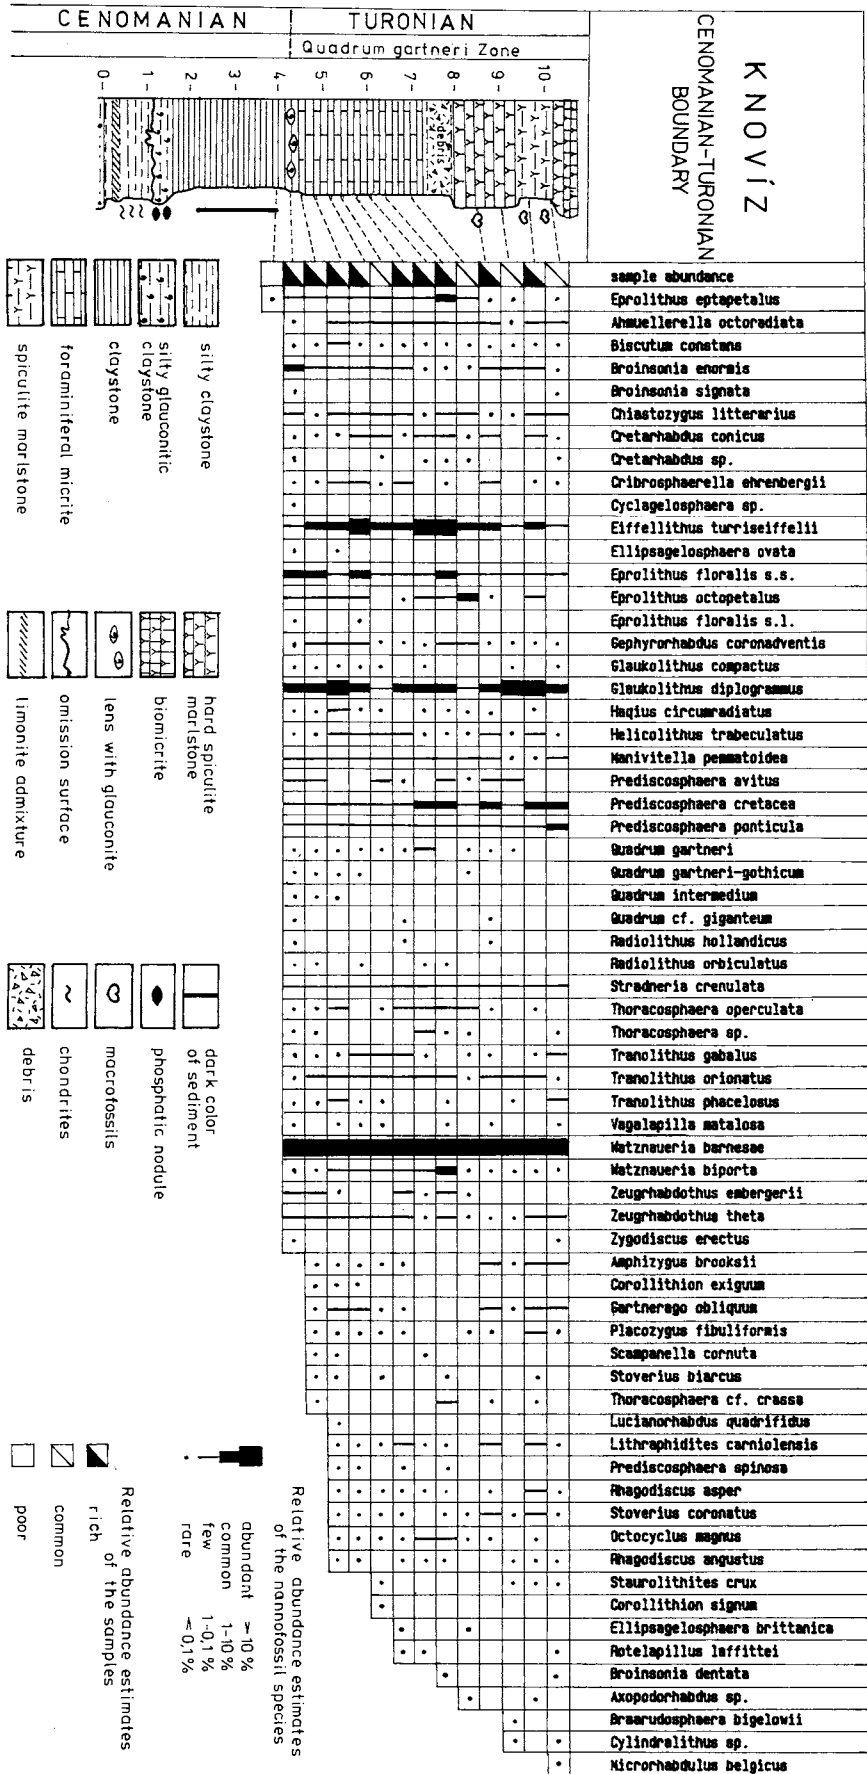 CENOMANIAN
TURONIAN
Quadrum gartneri Zone
KNOVÍZ
CENOMANIAN-TURONIAN
BOUNDARY
0-
1-
2-
3-
4-
5-
6-
7-
8-
9-
10-
debris
sample abundance
Eprolithus eptapetalus
Ahmuellerella octoradiata
Biscutum constans
Broinsonia enormis
Broinsonia signata
Chiastozygus litterarius
Cretarhabdus conicus
Cretarhabdus sp.
Cribrosphaerella ehrenbergii
Cyclagelosphaera sp.
Eiffellithus turriseiffelii
Ellipsagelosphaera ovata
Eprolithus floralis s.s.
Eprolithus octopetalus
Eprolithus floralis s.l.
Gephyrorhabdus coronadventis
Glaukolithus compactus
Glaukolithus diplogrammus
Haqius circumradiatus
Helicolithus trabeculatus
Manivitella pemmatoidea
Prediscosphaera avitus
Prediscosphaera cretacea
Prediscosphaera ponticula
Quadrum gartneri
Quadrum gartneri-gothicum
Quadrum intermedium
Quadrum cf. giganteum
Radiolithus hollandicus
Radiolithus orbiculatus
Stradneria crenulata
Thoracosphaera operculata
Thoracosphaera sp.
Tranolithus gabalus
Tranolithus orionatus
Tranolithus phacelosus
Vagalapilla matalosa
Watznaueria barnesae
Watznaueria biporta
Zeugrhabdothus embergerii
Zeugrhabdothus theta
Zygodiscus erectus
Amphizygus brooksii
Corollithion exiguum
Gartnerago obliquum
Placozygus fibuliformis
Scampanella cornuta
Stoverius biarcus
Thoracosphaera cf. crassa
Lucianorhabdus quadrifidus
Lithraphidites carniolensis
Prediscosphaera spinosa
Rhagodiscus asper
Stoverius coronatus
Octocyclus magnus
Rhagodiscus angustus
Staurolithites crux
Corollithion signum
Ellipsagelosphaera brittanica
Rotelapillus laffittei
Broinsonia dentata
Axopodorhabdus sp.
Braarudosphaera bigelowii
Cylindralithus sp.
Microrhabdulus belgicus
silty claystone
silty glauconitic
claystone
claystone
foraminiferal micrite
spiculite marlstone
hard spiculite
marlstone
biomicrite
lens with glauconite
omission surface
limonite admixture
dark color
of sediment
phosphatic nodule
macrofossils
chondrites
debris
Relative abundance estimates
of the nannofossil species
abundant >10 %
common 1-10 %
few 1-0,1 %
rare <0,1 %
Relative abundance estimates
of the samples
rich
common
poor